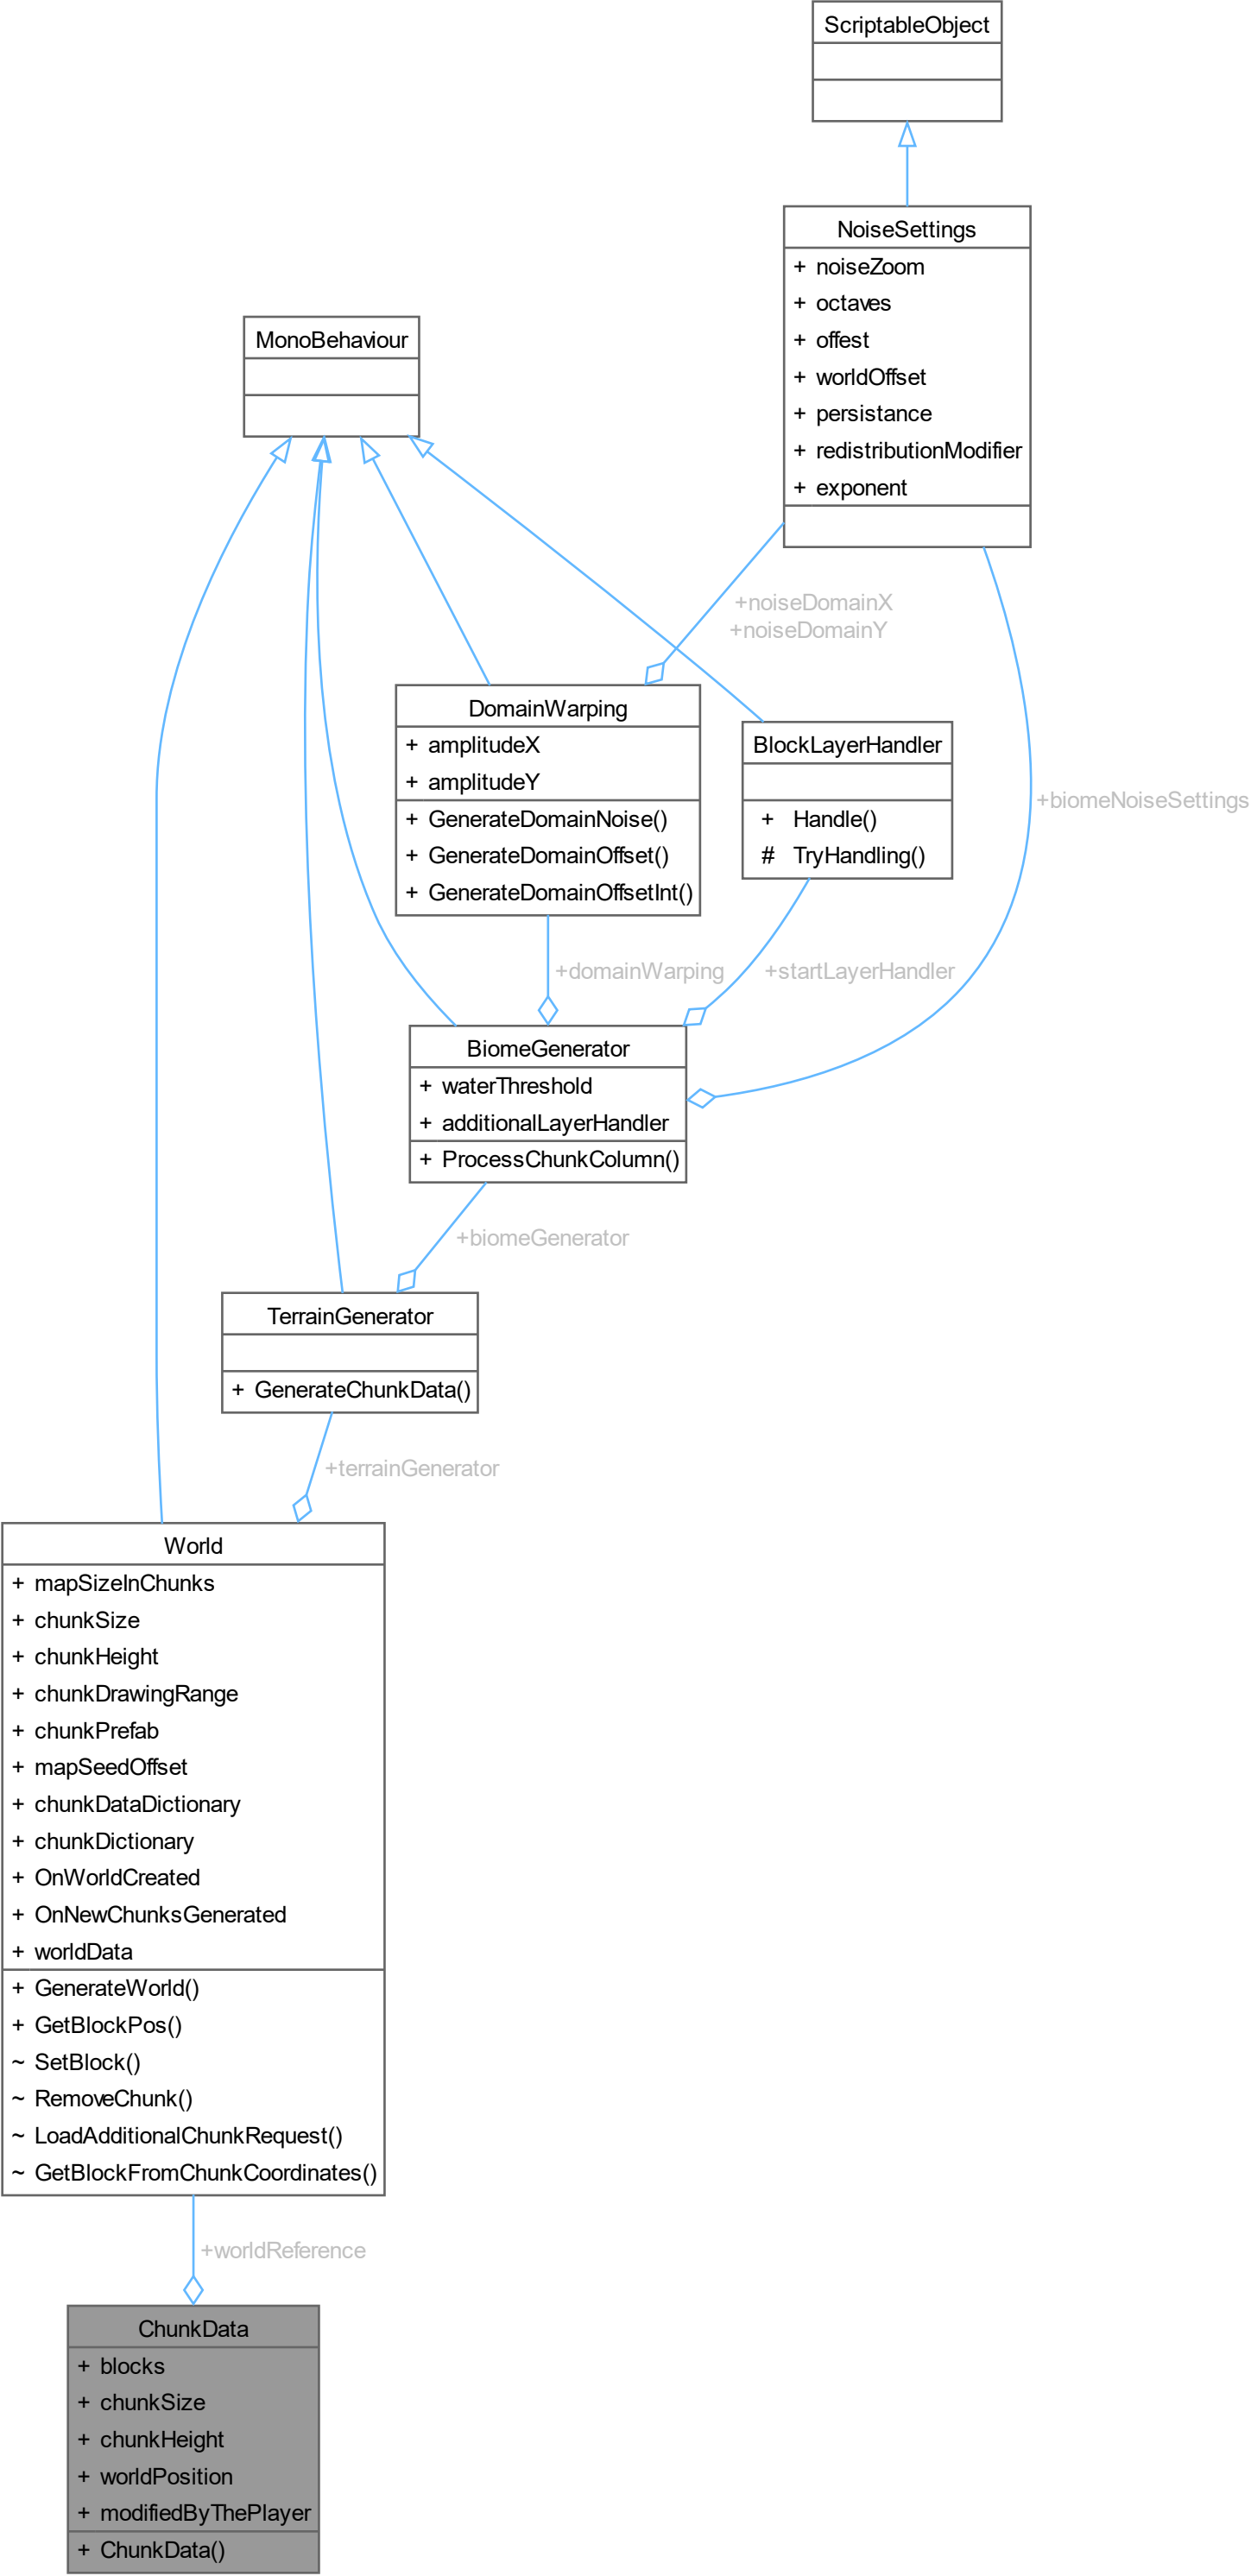 ScriptableObject
NoiseSettings
+ noiseZoom
+ octaves
+ offest
+ worldOffset
+ persistance
+ redistributionModifier
+ exponent
MonoBehaviour
+noiseDomainX
+noiseDomainY
DomainWarping
+ amplitudeX
+ amplitudeY
+ GenerateDomainNoise()
+ GenerateDomainOffset()
+ GenerateDomainOffsetInt()
BlockLayerHandler
+ Handle()
# TryHandling()
+biomeNoiseSettings
+domainWarping
+startLayerHandler
BiomeGenerator
+ waterThreshold
+ additionalLayerHandler
+ ProcessChunkColumn()
+biomeGenerator
TerrainGenerator
+ GenerateChunkData()
+terrainGenerator
World
+ mapSizeInChunks
+ chunkSize
+ chunkHeight
+ chunkDrawingRange
+ chunkPrefab
+ mapSeedOffset
+ chunkDataDictionary
+ chunkDictionary
+ OnWorldCreated
+ OnNewChunksGenerated
+ worldData
+ GenerateWorld()
+ GetBlockPos()
~ SetBlock()
~ RemoveChunk()
~ LoadAdditionalChunkRequest()
~ GetBlockFromChunkCoordinates()
+worldReference
ChunkData
+ blocks
+ chunkSize
+ chunkHeight
+ worldPosition
+ modifiedByThePlayer
+ ChunkData()